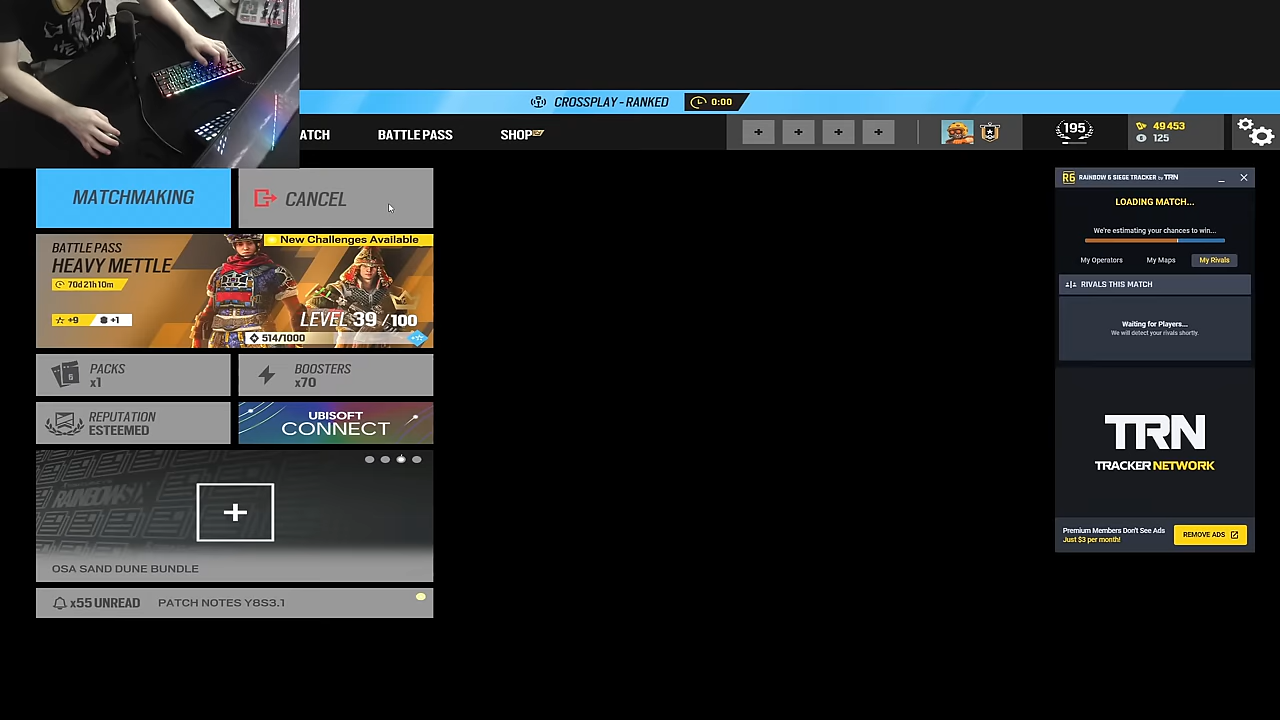 CROSSPLAY - RANKED
0:00
ATCH
BATTLE PASS
SHOP
195
49 453
125
MATCHMAKING
CANCEL
New Challenges Available
BATTLE PASS
HEAVY METTLE
70d 21h 10m
+9
+1
LEVEL 39 /100
514/1000
PACKS
x1
BOOSTERS
x70
REPUTATION
ESTEEMED
UBISOFT
CONNECT
RAINBOWSIX
OSA SAND DUNE BUNDLE
x55 UNREAD
PATCH NOTES Y8S3.1
R6 RAINBOW 6 SIEGE TRACKER by TRN
LOADING MATCH...
We're estimating your chances to win...
My Operators
My Maps
My Rivals
RIVALS THIS MATCH
Waiting for Players...
We will detect your rivals shortly.
TRN
TRACKER NETWORK
Premium Members Don't See Ads
Just $3 per month!
REMOVE ADS